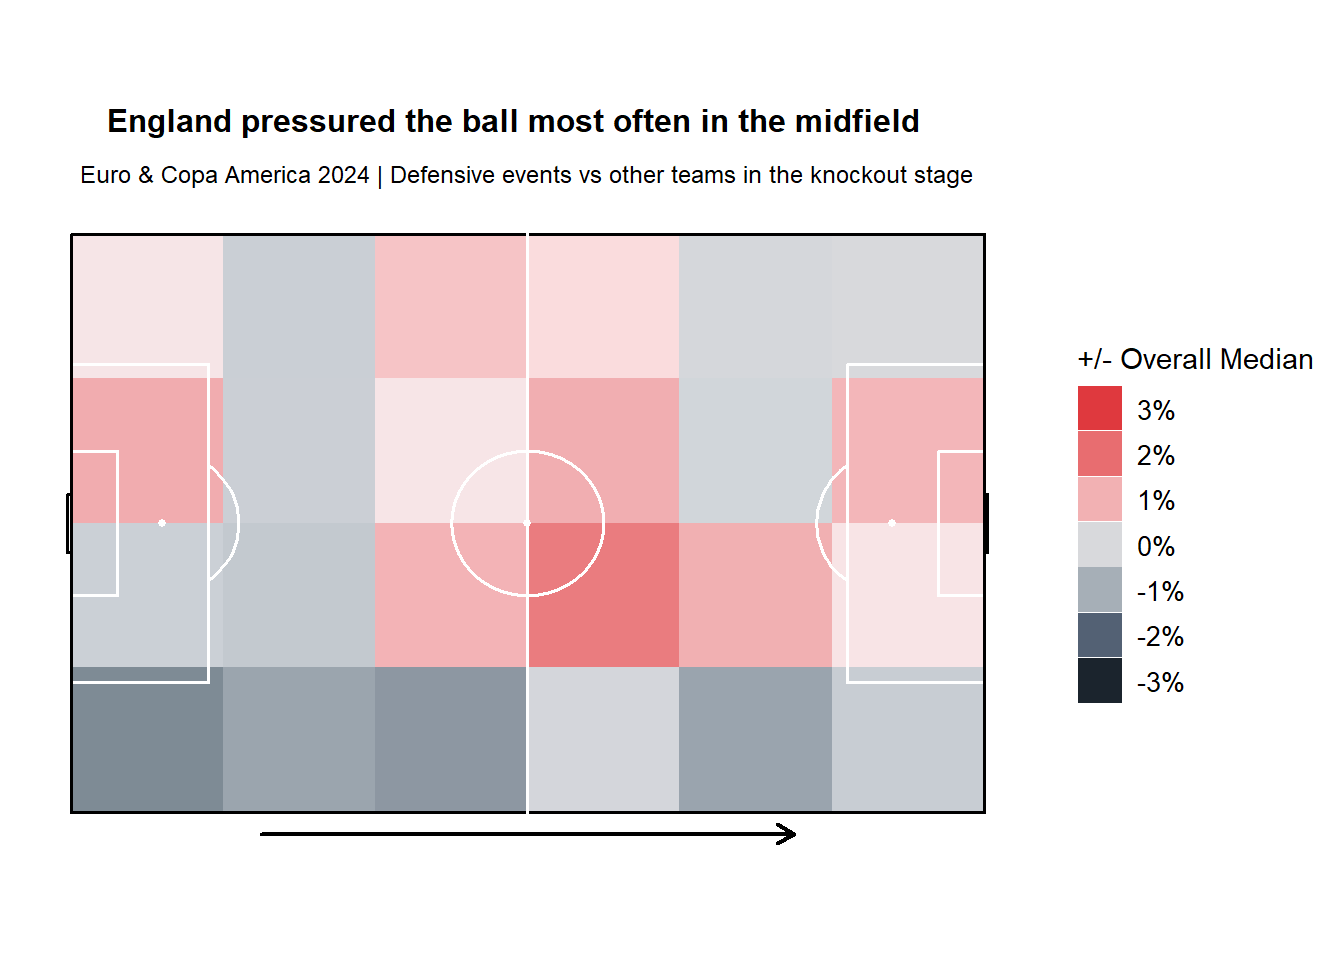 England pressured the ball most often in the midfield
Euro & Copa America 2024 | Defensive events vs other teams in the knockout stage
+/- Overall Median
3%
2%
1%
0%
-1%
-2%
-3%